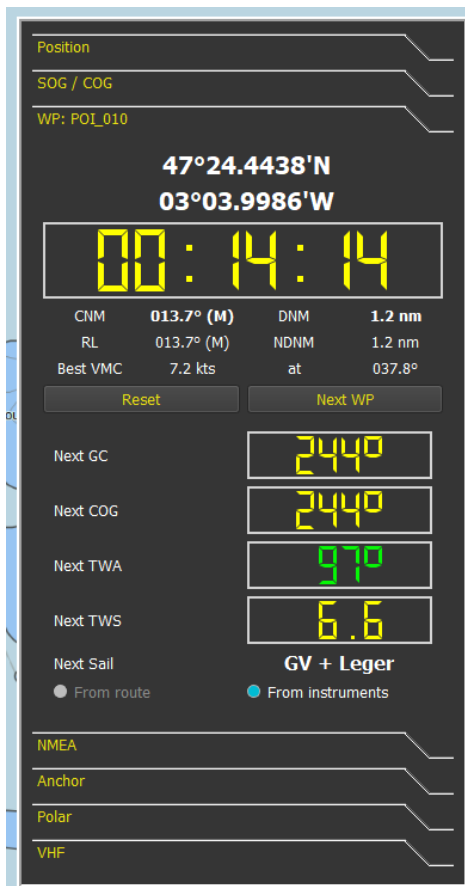 Position
SOG / COG
WP: POI_010
47°24.4438'N
03°03.9986'W
00:14:14
CNM 013.7° (M) DNM 1.2 nm
RL 013.7° (M) NDNM 1.2 nm
Best VMC 7.2 kts at 037.8°
Reset Next WP
Next GC 244°
Next COG 244°
Next TWA 97°
Next TWS 6.6
Next Sail GV + Leger
From route From instruments
NMEA
Anchor
Polar
VHF